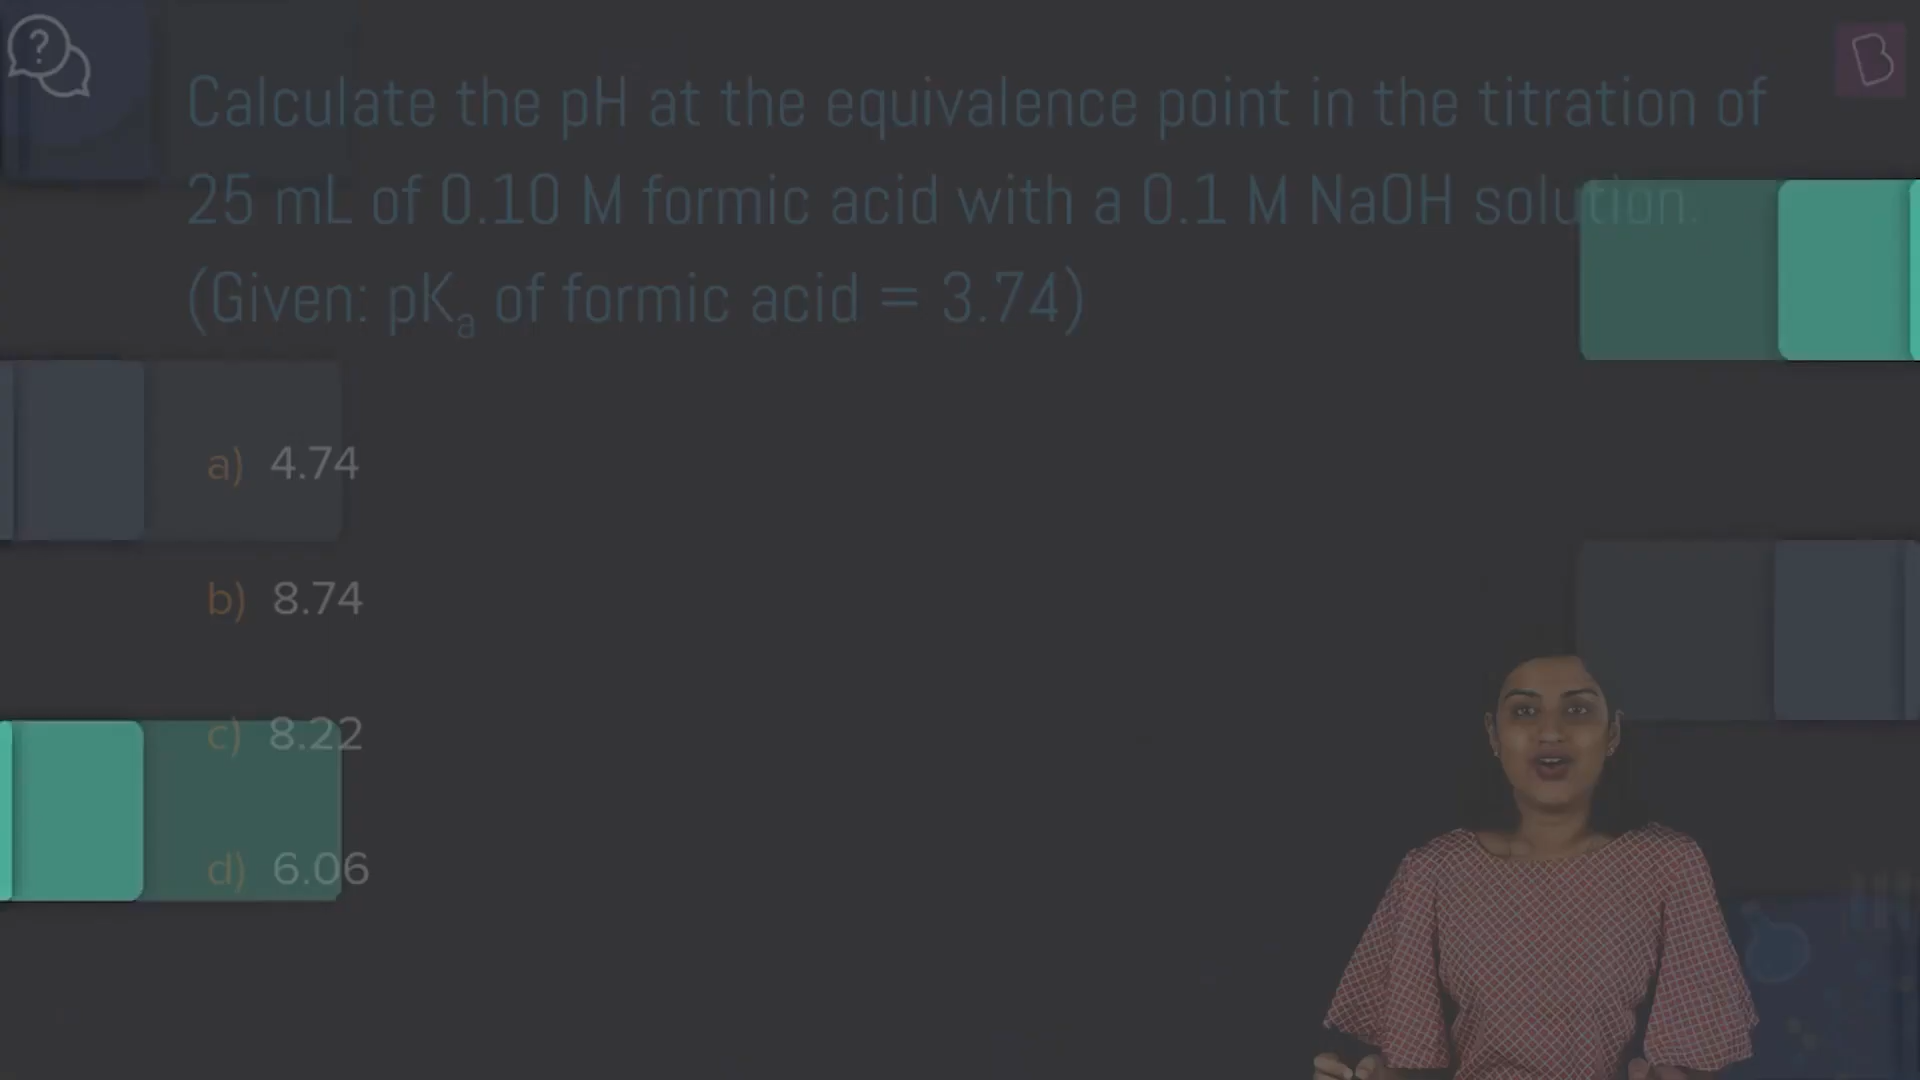 Calculate the pH at the equivalence point in the titration of
25 mL of 0.10 M formic acid with a 0.1 M NaOH solution.
(Given: pKₐ of formic acid = 3.74)
a) 4.74
b) 8.74
c) 8.22
d) 6.06